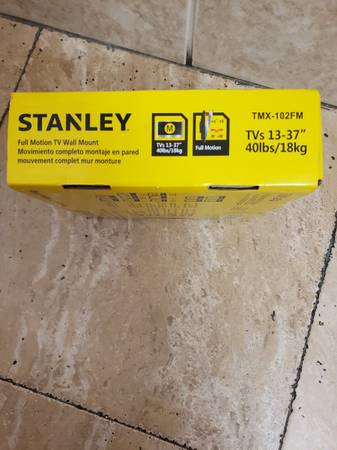 STANLEY
Full Motion TV Wall Mount
Movimiento completo montaje en pared
mouvement complet mur monture
M
TVs 13-37"
40lbs/18kg
Full Motion
TMX-102FM
TVs 13-37"
40lbs/18kg